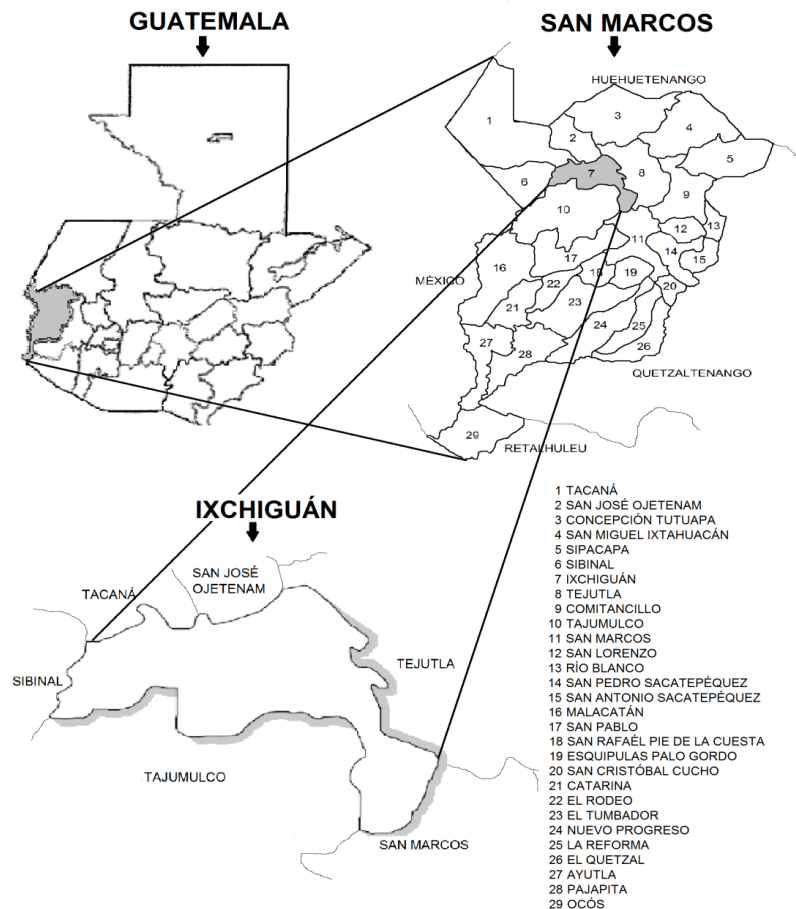 GUATEMALA
SAN MARCOS
HUEHUETENANGO
1
2
3
4
5
6
7
8
9
10
11
12
13
14
15
16
17
18
19
20
21
22
23
24
25
26
27
28
29
MÉXICO
QUETZALTENANGO
RETALHULEU
IXCHIGUÁN
TACANÁ
SAN JOSÉ
OJETENAM
SIBINAL
TEJUTLA
TAJUMULCO
SAN MARCOS
1 TACANÁ
2 SAN JOSÉ OJETENAM
3 CONCEPCIÓN TUTUAPA
4 SAN MIGUEL IXTAHUACÁN
5 SIPACAPA
6 SIBINAL
7 IXCHIGUÁN
8 TEJUTLA
9 COMITANCILLO
10 TAJUMULCO
11 SAN MARCOS
12 SAN LORENZO
13 RÍO BLANCO
14 SAN PEDRO SACATEPÉQUEZ
15 SAN ANTONIO SACATEPÉQUEZ
16 MALACATÁN
17 SAN PABLO
18 SAN RAFAÉL PIE DE LA CUESTA
19 ESQUIPULAS PALO GORDO
20 SAN CRISTÓBAL CUCHO
21 CATARINA
22 EL RODEO
23 EL TUMBADOR
24 NUEVO PROGRESO
25 LA REFORMA
26 EL QUETZAL
27 AYUTLA
28 PAJAPITA
29 OCÓS